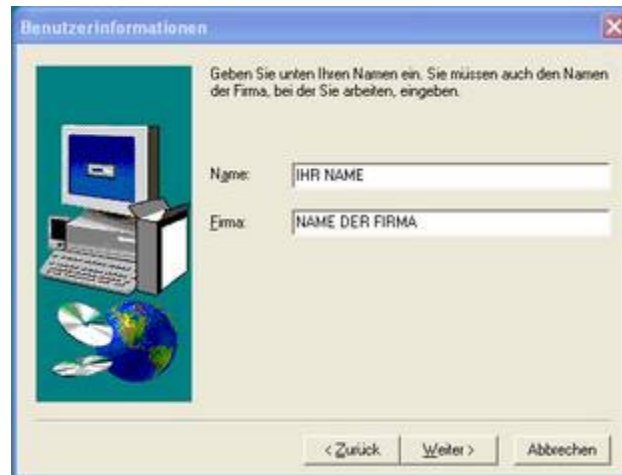 Benutzerinformationen
Geben Sie unten Ihren Namen ein. Sie müssen auch den Namen
der Firma, bei der Sie arbeiten, eingeben.
Name: IHR NAME
Firma: NAME DER FIRMA
< Zurück Weiter > Abbrechen